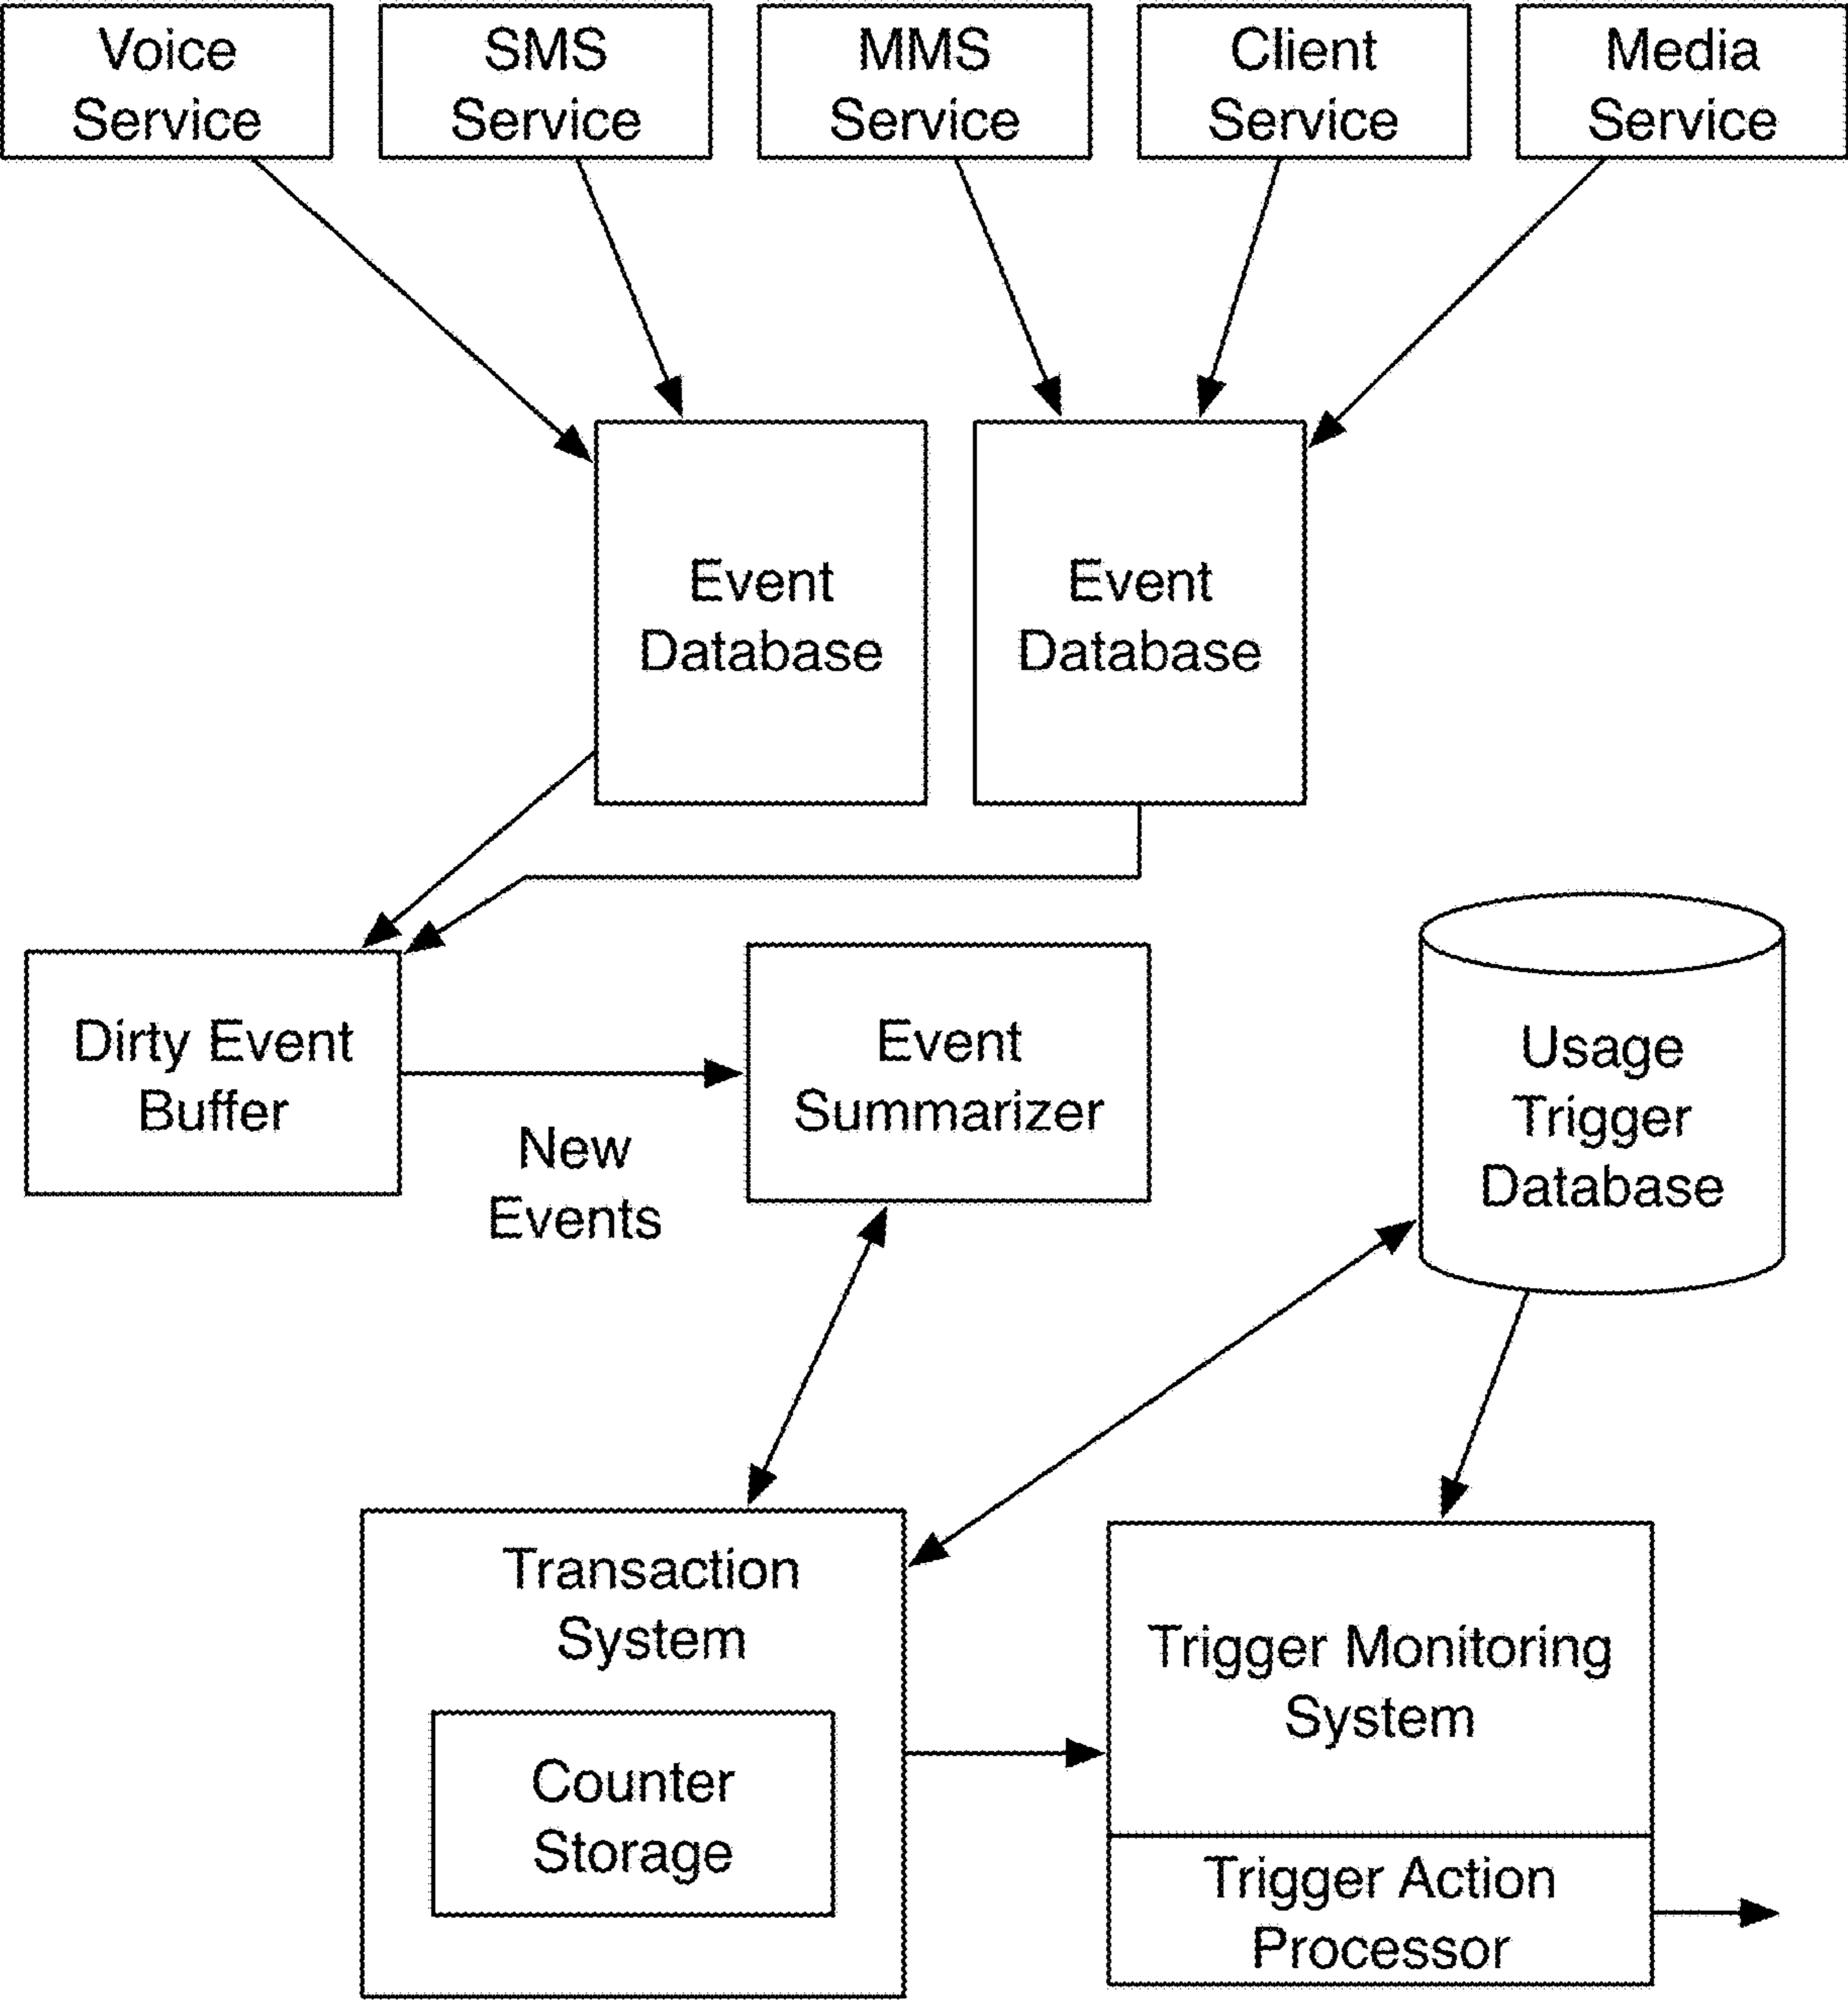 Voice
Service
SMS
Service
MMS
Service
Client
Service
Media
Service
Event
Database
Event
Database
Dirty Event
Buffer
New
Events
Event
Summarizer
Usage
Trigger
Database
Transaction
System
Counter
Storage
Trigger Monitoring
System
Trigger Action
Processor